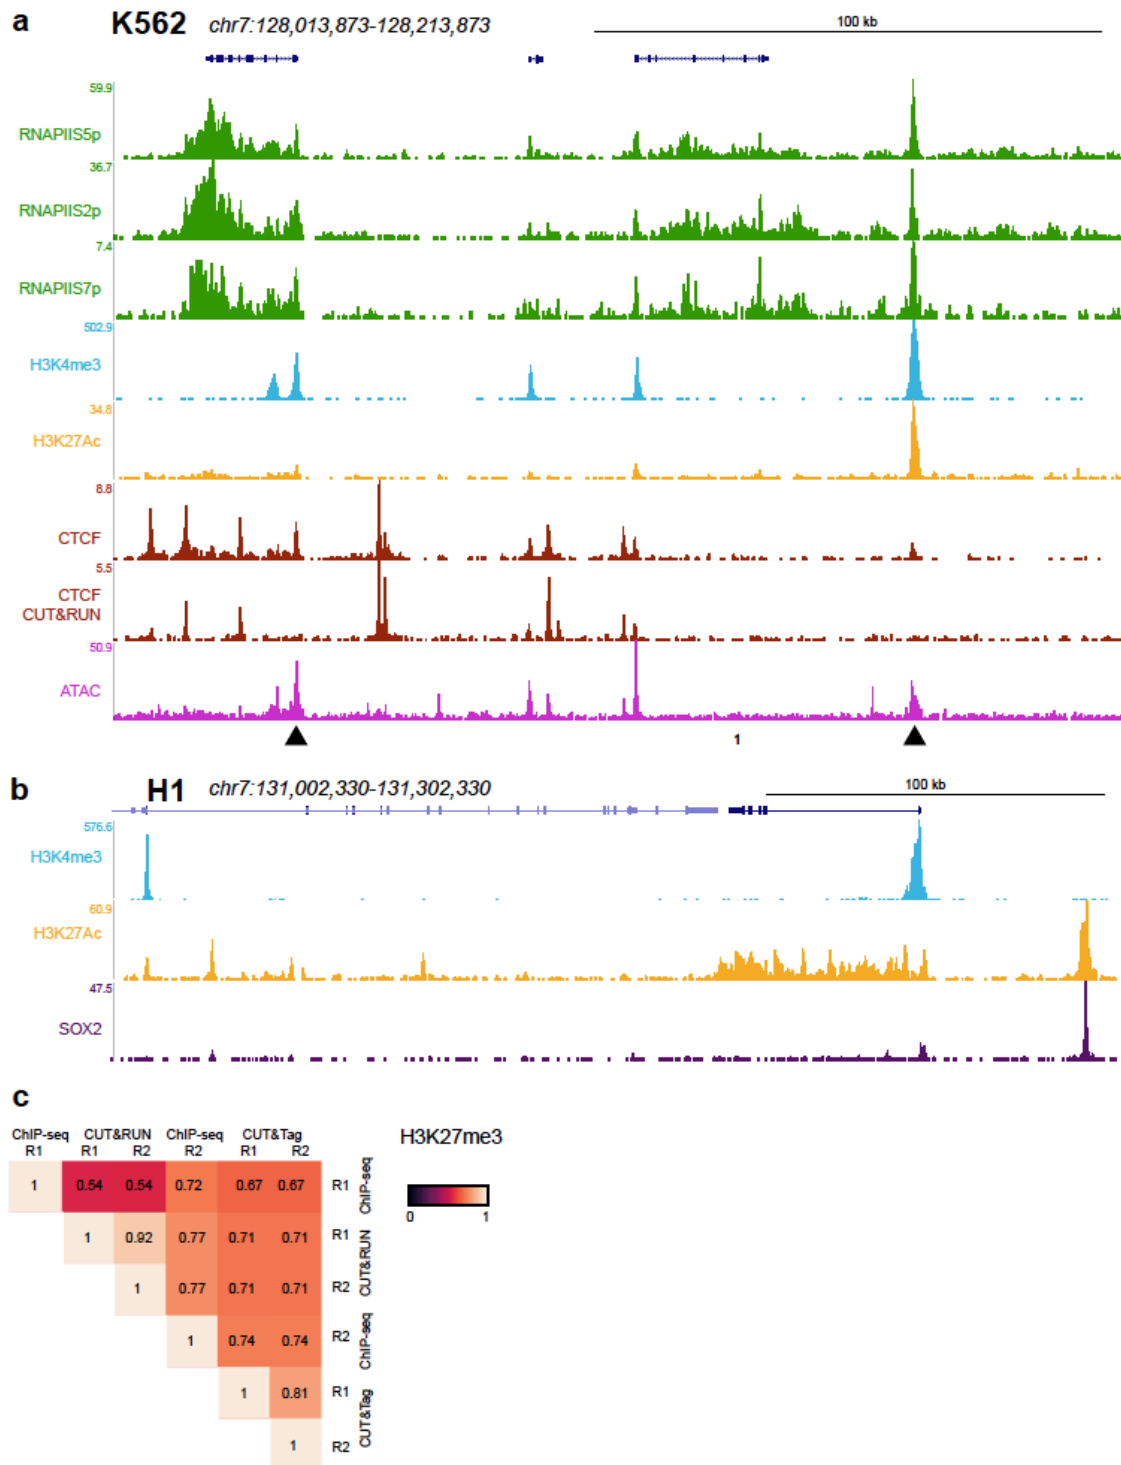 a K562 chr7:128,013,873-128,213,873 100 kb
59.9
RNAPIIS5p
36.7
RNAPIIS2p
7.4
RNAPIIS7p
502.9
H3K4me3
34.8
H3K27Ac
8.8
CTCF
5.5
CTCF
CUT&RUN
50.9
ATAC
1
b H1 chr7:131,002,330-131,302,330 100 kb
576.6
H3K4me3
60.9
H3K27Ac
47.5
SOX2
c
ChIP-seq CUT&RUN ChIP-seq CUT&Tag H3K27me3
R1 R1 R2 R2 R1 R2
1 0.54 0.54 0.72 0.67 0.67 R1 ChIP-seq
0 1
1 0.92 0.77 0.71 0.71 R1 CUT&RUN
1 0.77 0.71 0.71 R2
1 0.74 0.74 R2 ChIP-seq
1 0.81 R1 CUT&Tag
1 R2